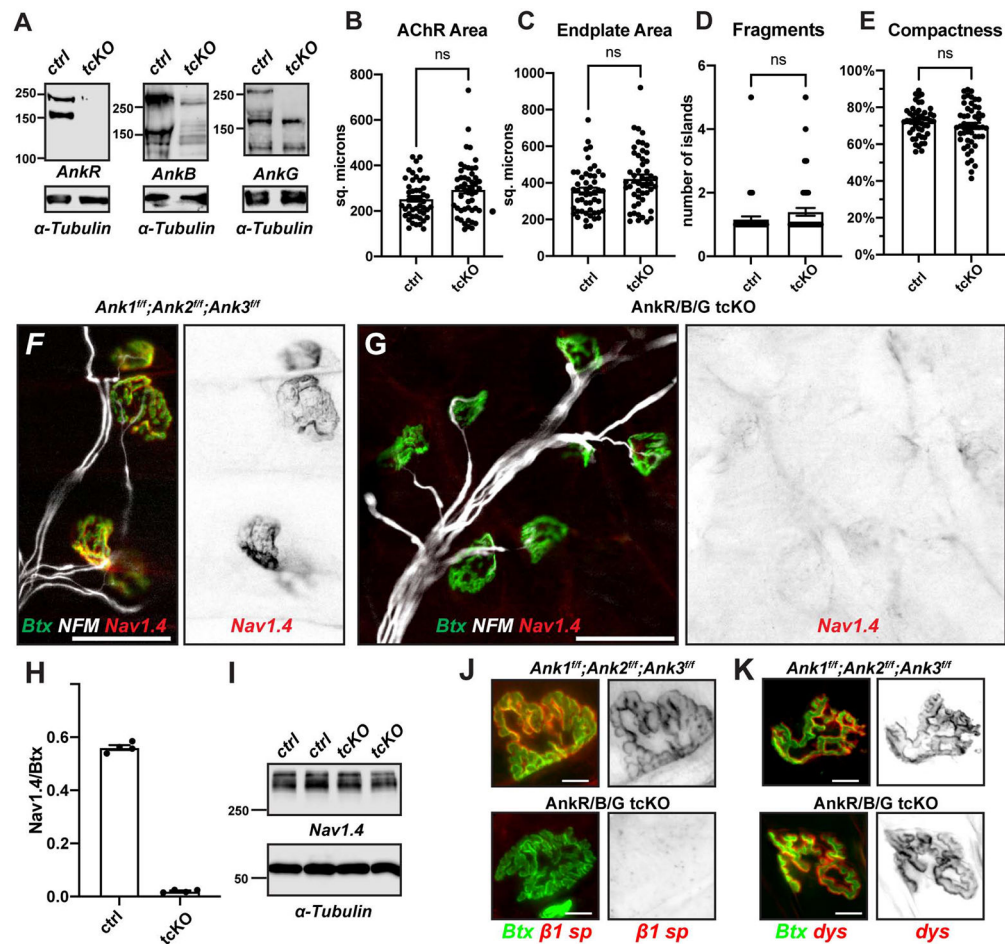 A
ctrl
tcKO
ctrl
tcKO
ctrl
tcKO
250
150
100
250
150
250
150
AnkR
AnkB
AnkG
α-Tubulin
α-Tubulin
α-Tubulin
B
AChR Area
ns
sq. microns
800
600
400
200
0
ctrl
tcKO
C
Endplate Area
ns
sq. microns
1000
800
600
400
200
0
ctrl
tcKO
D
Fragments
ns
number of islands
6
4
2
0
ctrl
tcKO
E
Compactness
ns
100%
80%
60%
40%
20%
0%
ctrl
tcKO
Ank1f/f;Ank2f/f;Ank3f/f
AnkR/B/G tcKO
F
Btx NFM Nav1.4
Nav1.4
G
Btx NFM Nav1.4
Nav1.4
H
Nav1.4/Btx
0.6
0.4
0.2
0.0
ctrl
tcKO
I
ctrl
ctrl
tcKO
tcKO
250
Nav1.4
50
α-Tubulin
J
Ank1f/f;Ank2f/f;Ank3f/f
AnkR/B/G tcKO
Btx β1 sp
β1 sp
K
Ank1f/f;Ank2f/f;Ank3f/f
AnkR/B/G tcKO
Btx dys
dys